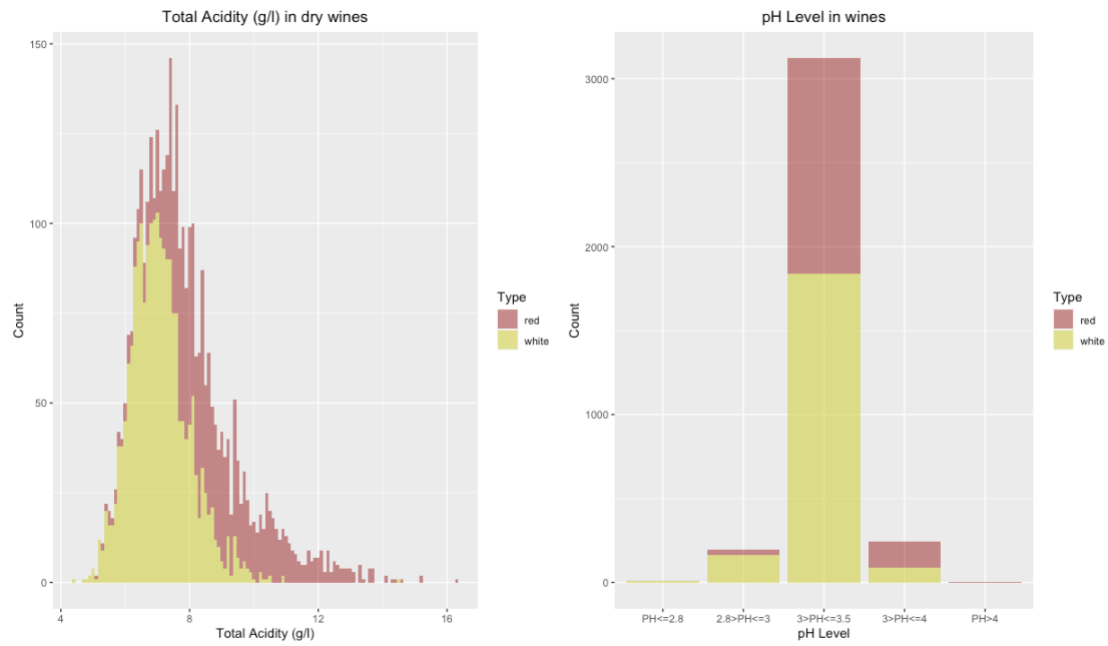 Total Acidity (g/l) in dry wines
150
100
50
0
Count
4
8
12
16
Total Acidity (g/l)
Type
red
white
pH Level in wines
3000
2000
1000
0
Count
PH<=2.8
2.8>PH<=3
3>PH<=3.5
3>PH<=4
PH>4
pH Level
Type
red
white